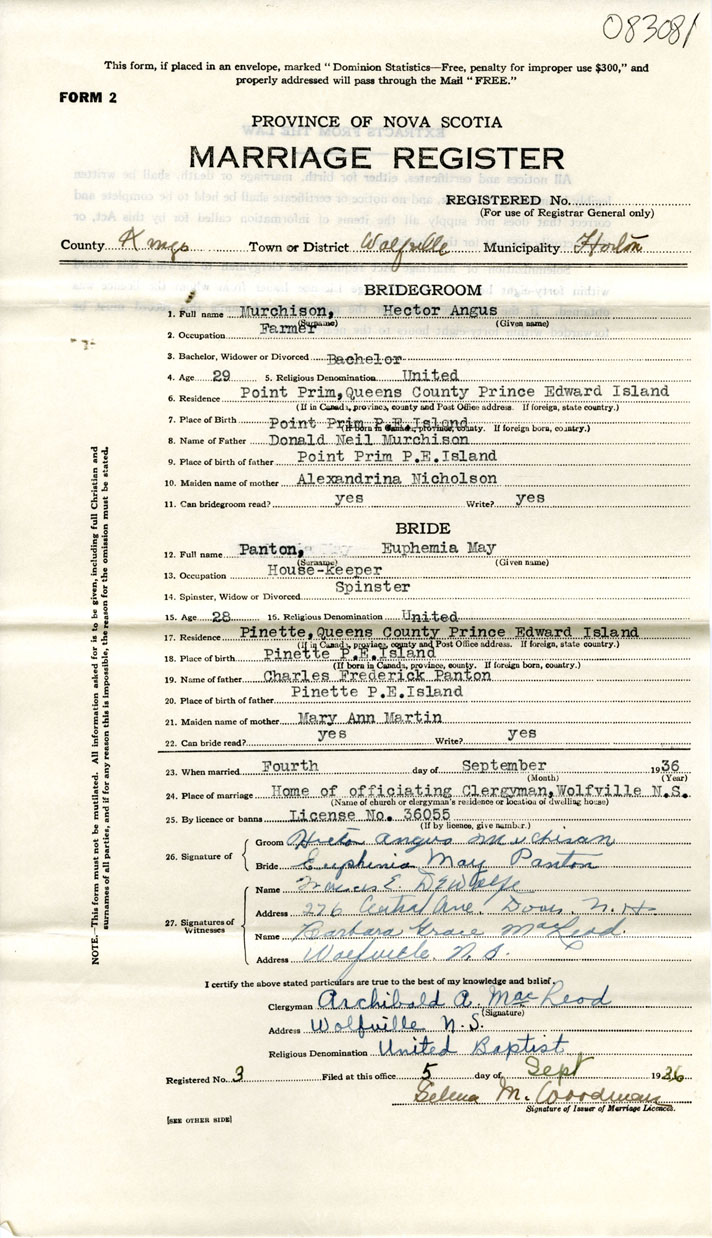 083081
This form, if placed in an envelope, marked "Dominion Statistics—Free, penalty for improper use $300," and
properly addressed will pass through the Mail "FREE."
FORM 2
PROVINCE OF NOVA SCOTIA
MARRIAGE REGISTER
REGISTERED No.
(For use of Registrar General only)
County Kings Town or District Wolfville Municipality Horton
BRIDEGROOM
1. Full name Murchison, Hector Angus
(Surname) (Given name)
2. Occupation Farmer
3. Bachelor, Widower or Divorced Bachelor
4. Age 29 5. Religious Denomination United
6. Residence Point Prim, Queens County Prince Edward Island
(If in Canada, province, county and Post Office address. If foreign, state country.)
7. Place of Birth Point Prim P.E.Island
(If born in Canada, province, county. If foreign born, country.)
8. Name of Father Donald Neil Murchison
9. Place of birth of father Point Prim P.E.Island
10. Maiden name of mother Alexandrina Nicholson
11. Can bridegroom read? yes Write? yes
BRIDE
12. Full name Panton, Euphemia May
(Surname) (Given name)
13. Occupation House-keeper
14. Spinster, Widow or Divorced Spinster
15. Age 28 16. Religious Denomination United
17. Residence Pinette, Queens County Prince Edward Island
(If in Canada, province, county and Post Office address. If foreign, state country.)
18. Place of birth Pinette P.E.Island
(If born in Canada, province, county. If foreign born, country.)
19. Name of father Charles Frederick Panton
20. Place of birth of father Pinette P.E.Island
21. Maiden name of mother Mary Ann Martin
22. Can bride read? yes Write? yes
23. When married Fourth day of September 1936
(Month) (Year)
24. Place of marriage Home of officiating Clergyman, Wolfville N.S.
(Name of church or clergyman's residence or location of dwelling house)
25. By licence or banns License No. 36055
(If by licence, give number.)
26. Signature of
Groom Hector Angus Muchison
Bride Euphemia May Panton
27. Signatures of Witnesses
Name Francis E. DeWolfe
Address 276 Central Ave. Dover, N.H.
Name Barbara Grace MacLeod.
Address Wolfville. N.S.
I certify the above stated particulars are true to the best of my knowledge and belief.
Clergyman Archibald A. MacLeod
(Signature)
Address Wolfville N.S.
Religious Denomination United Baptist
Registered No. 3 Filed at this office 5 day of Sept 1936
Selena M. Woodman
Signature of Issuer of Marriage Licences.
[SEE OTHER SIDE]
NOTE.—This form must not be mutilated. All information asked for is to be given, including full Christian and
surnames of all parties, and if for any reason this is impossible, the reason for the omission must be stated.